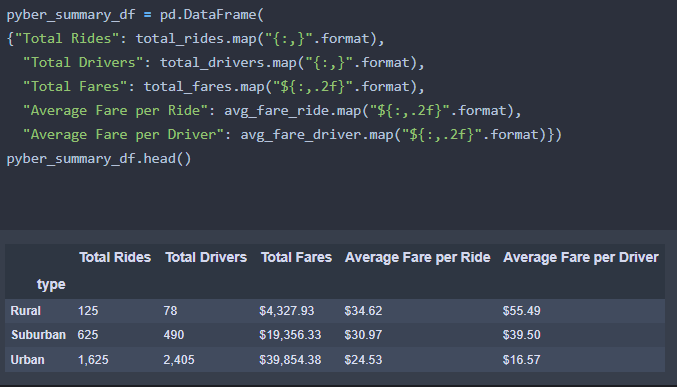 pyber_summary_df = pd.DataFrame(
{"Total Rides": total_rides.map("{:,}".format),
"Total Drivers": total_drivers.map("{:,}".format),
"Total Fares": total_fares.map("${:,.2f}".format),
"Average Fare per Ride": avg_fare_ride.map("${:,.2f}".format),
"Average Fare per Driver": avg_fare_driver.map("${:,.2f}".format)})
pyber_summary_df.head()
Total Rides Total Drivers Total Fares Average Fare per Ride Average Fare per Driver
type
Rural 125 78 $4,327.93 $34.62 $55.49
Suburban 625 490 $19,356.33 $30.97 $39.50
Urban 1,625 2,405 $39,854.38 $24.53 $16.57